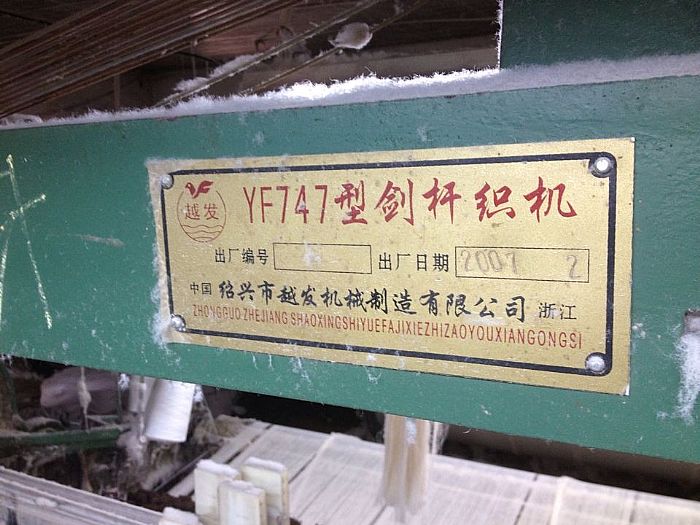 越发
YF747型剑杆织机
出厂编号 出厂日期 2007 2
中国 绍兴市越发机械制造有限公司 浙江
ZHONGGUO ZHEJIANG SHAOXINGSHIYUEFAJIXIEZHIZAOYOUXIANGONGSI